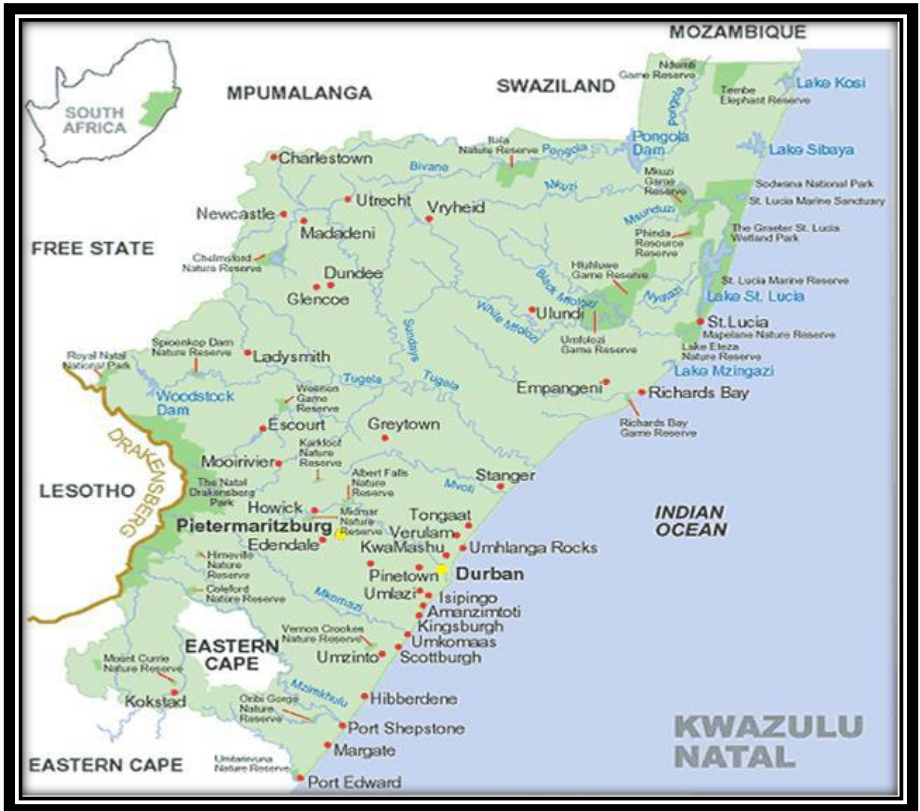 MOZAMBIQUE
Ndumti
Game Reserve
Tembe
Elephant Reserve
Lake Kosi
SOUTH
AFRICA
MPUMALANGA
SWAZILAND
Pongola
Charlestown
Itala
Nature Reserve
Pongola
Pongola
Dam
Lake Sibaya
Bivane
Mkuzi
Mkuzi
Game
Reserve
Sodwana National Park
St. Lucia Marine Sanctuary
Utrecht
Vryheid
Newcastle
Madadeni
Msunduzi
Phinda
Resource
Reserve
The Graeter St. Lucia
Wetland Park
FREE STATE
Chelmsford
Nature Reserve
Dundee
Glencoe
Hluhluwe
Game Reserve
Black Mfolozi
Nyalazi
St. Lucia Marine Reserve
Lake St. Lucia
White Mfolozi
Ulundi
Umfolozi
Game Reserve
St.Lucia
Mapelane Nature Reserve
Lake Eteza
Nature Reserve
Lake Mzingazi
Sundays
Royal Natal
National Park
Spioenkop Dam
Nature Reserve
Ladysmith
Tugela
Tugela
Empangeni
Richards Bay
Richards Bay
Game Reserve
Woodstock
Dam
Weenen
Game
Reserve
Escourt
Greytown
Karkloof
Nature
Reserve
DRAKENSBERG
Mooirivier
Albert Falls
Nature
Reserve
Stanger
Mvoti
LESOTHO
The Natal
Drakensberg
Park
Howick
Midmar
Nature
Reserve
Pietermaritzburg
Edendale
Tongaat
Verulam
KwaMashu
Umhlanga Rocks
INDIAN
OCEAN
Himeville
Nature
Reserve
Coleford
Nature Reserve
Pinetown
Durban
Umlazi
Isipingo
Amanzimtoti
Kingsburgh
Umkomaas
Scottburgh
Mkomazi
Vernon Crookes
Nature Reserve
Umzinto
EASTERN
CAPE
Mount Currie
Nature Reserve
Kokstad
Mzimkhulu
Oribi Gorge
Nature
Reserve
Hibberdene
Port Shepstone
Margate
Port Edward
Nature Reserve
EASTERN CAPE
KWAZULU
NATAL